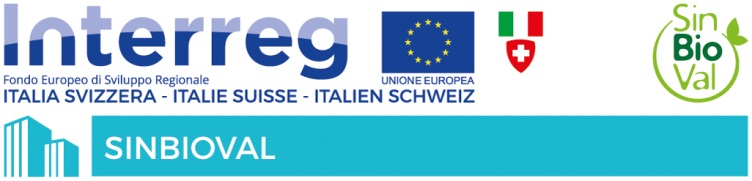 Interreg
Fondo Europeo di Sviluppo Regionale
UNIONE EUROPEA
ITALIA SVIZZERA - ITALIE SUISSE - ITALIEN SCHWEIZ
Sin
Bio
Val
SINBIOVAL